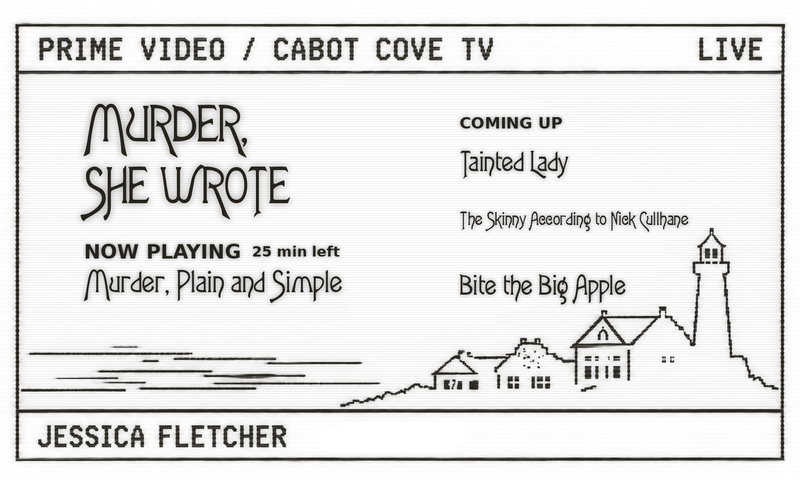 PRIME VIDEO / CABOT COVE TV
LIVE
MURDER,
SHE WROTE
NOW PLAYING 25 min left
Murder, Plain and Simple
COMING UP
Tainted Lady
The Skinny According to Nick Cullhane
Bite the Big Apple
JESSICA FLETCHER